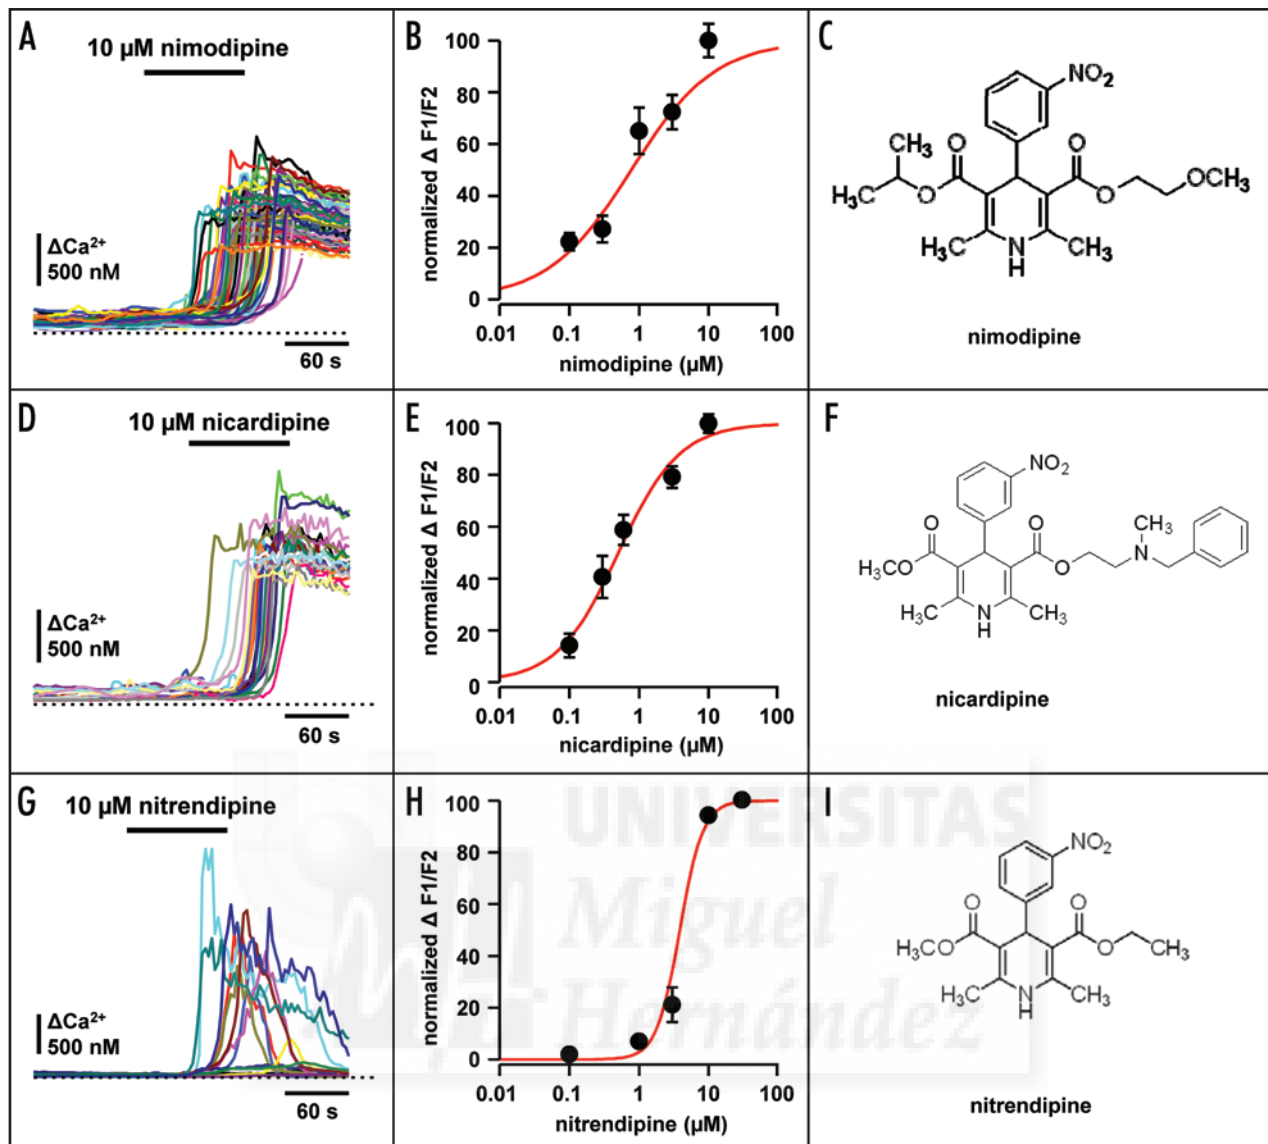 A
10 µM nimodipine
ΔCa2+
500 nM
60 s
B
normalized Δ F1/F2
100
80
60
40
20
0
0.01 0.1 1 10 100
nimodipine (µM)
C
NO2
CH3
H3C
O
O
O
O
OCH3
H3C
N
H
CH3
nimodipine
D
10 µM nicardipine
ΔCa2+
500 nM
60 s
E
normalized Δ F1/F2
100
80
60
40
20
0
0.01 0.1 1 10 100
nicardipine (µM)
F
NO2
O
O
CH3
H3CO
O
N
H3C
N
H
CH3
nicardipine
G
10 µM nitrendipine
ΔCa2+
500 nM
60 s
H
normalized Δ F1/F2
100
80
60
40
20
0
0.01 0.1 1 10 100
nitrendipine (µM)
I
NO2
O
O
H3CO
O
CH3
H3C
N
H
CH3
nitrendipine
UNIVERSITAS
Miguel
Hernández